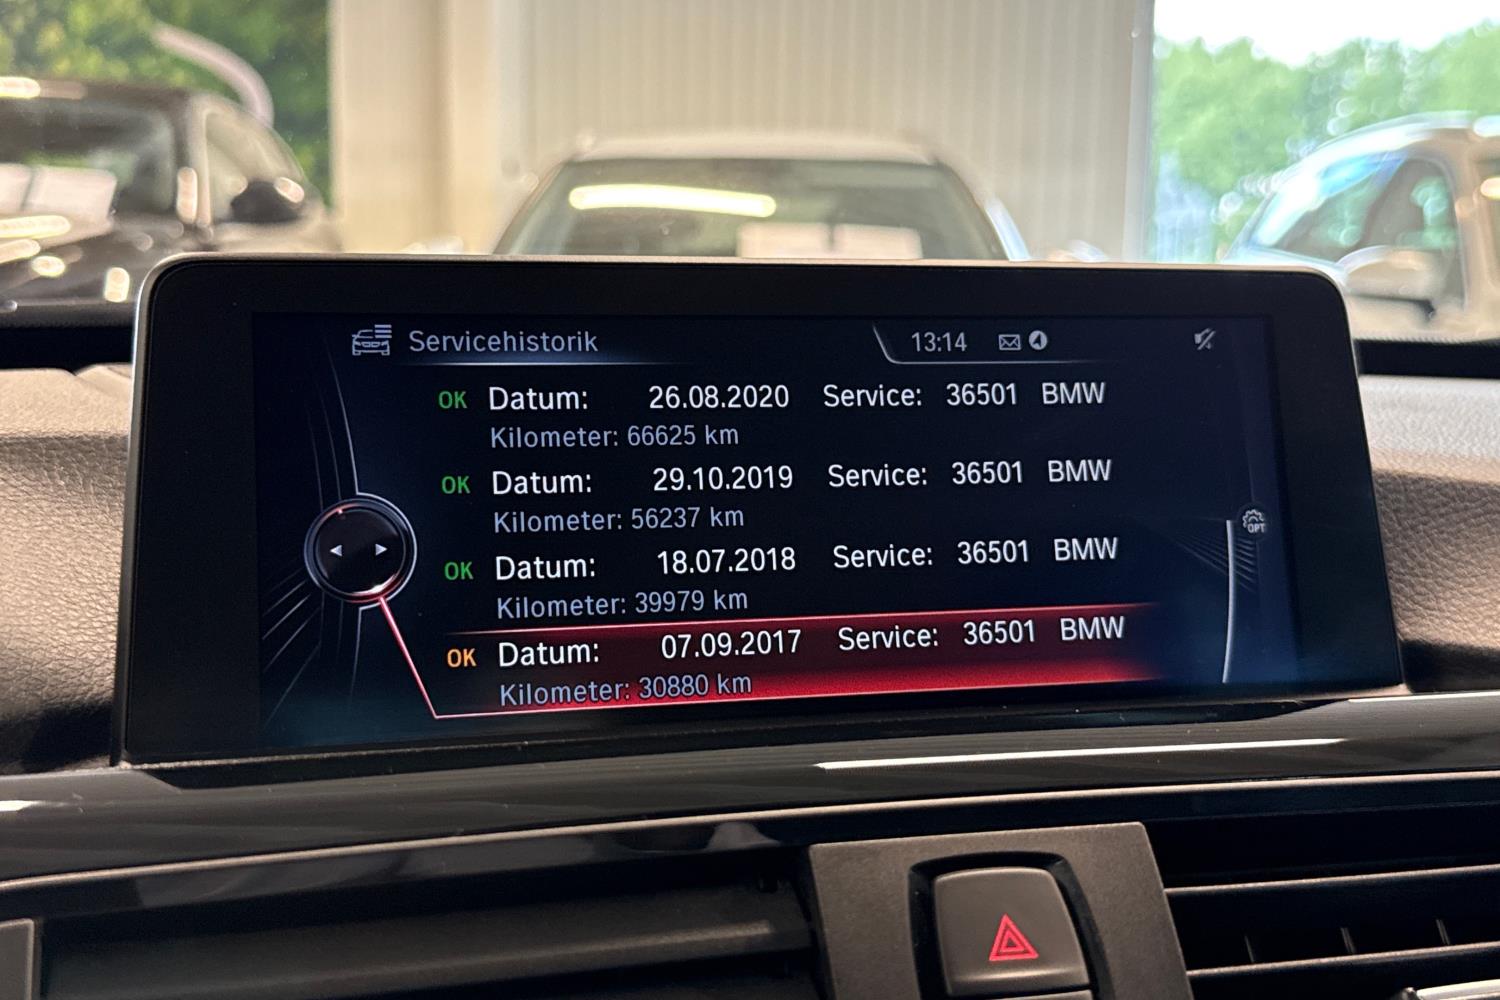 Servicehistorik 13:14
OK Datum: 26.08.2020 Service: 36501 BMW
Kilometer: 66625 km
OK Datum: 29.10.2019 Service: 36501 BMW
Kilometer: 56237 km
OPT
OK Datum: 18.07.2018 Service: 36501 BMW
Kilometer: 39979 km
OK Datum: 07.09.2017 Service: 36501 BMW
Kilometer: 30880 km